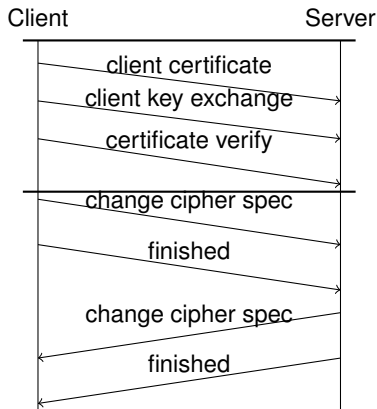 Client Server
client certificate
client key exchange
certificate verify
change cipher spec
finished
change cipher spec
finished